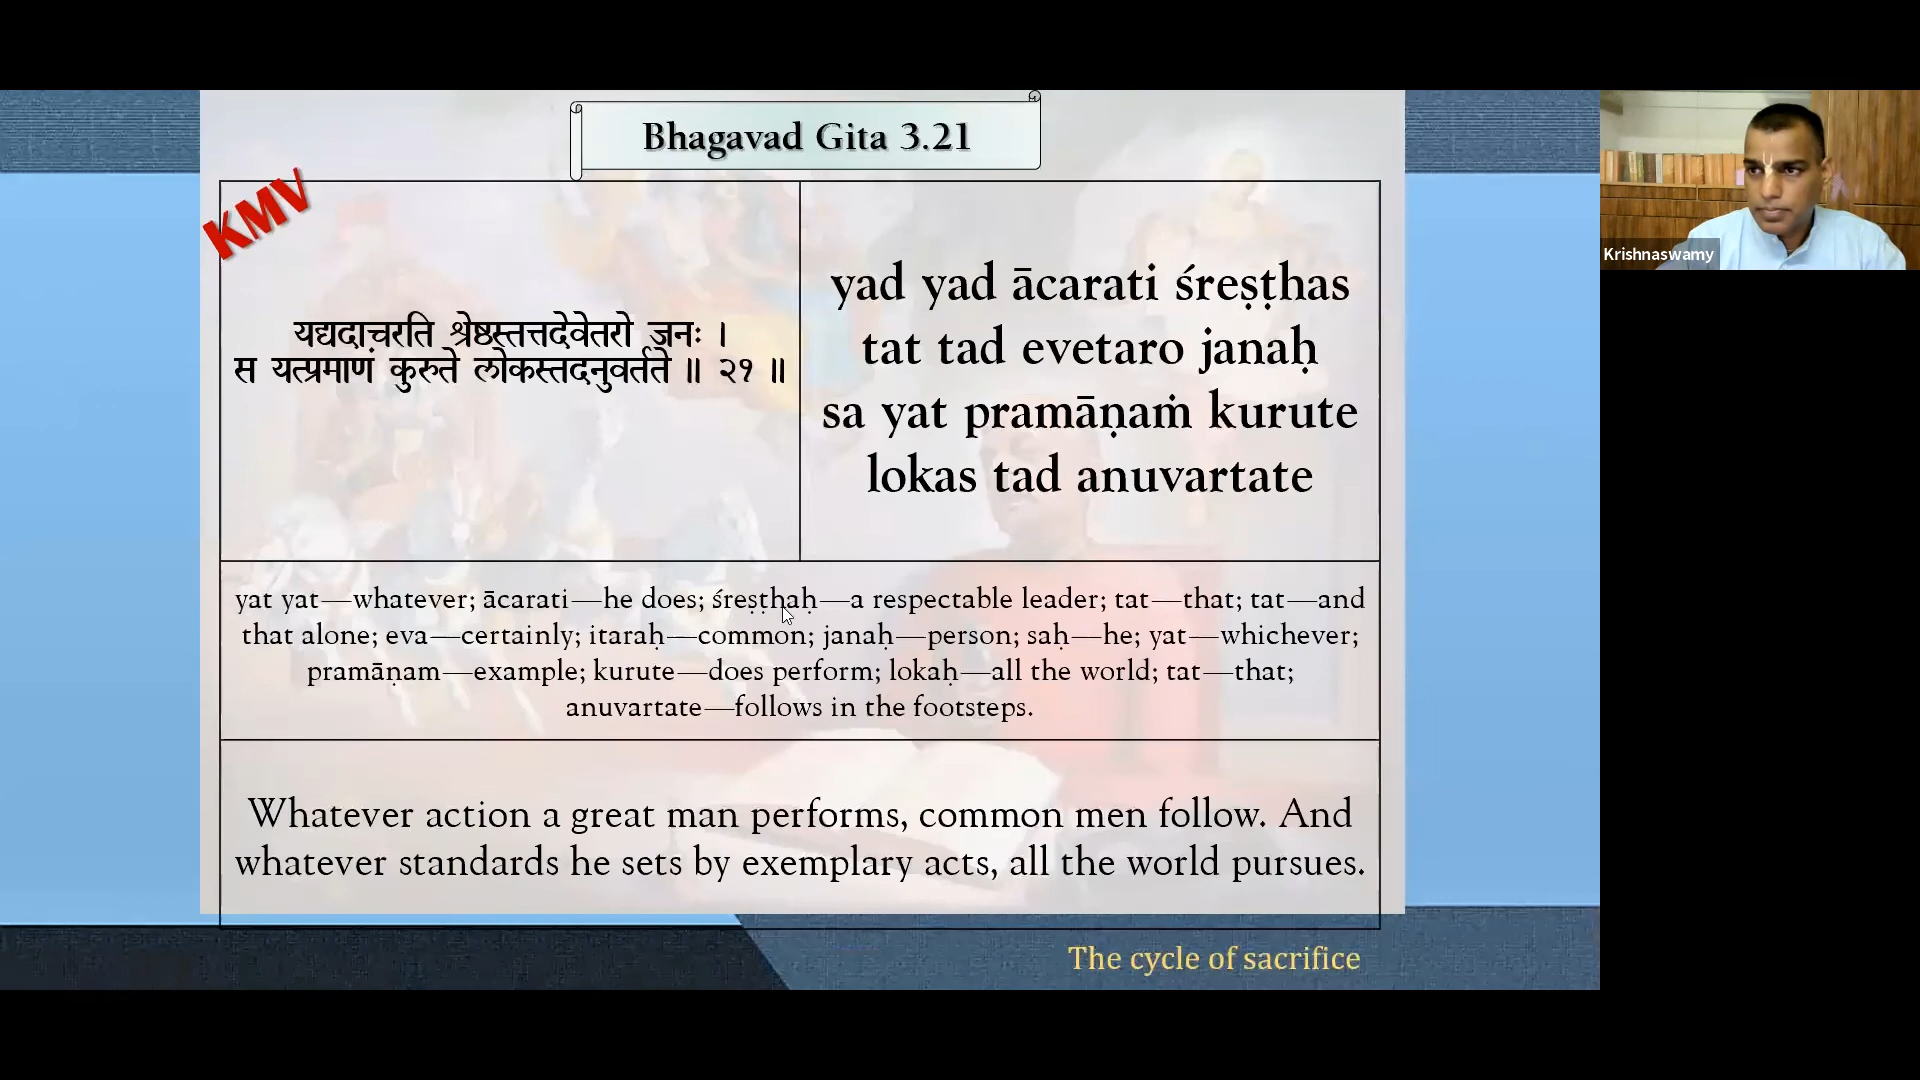 Bhagavad Gita 3.21
KMV
यद्यदाचरति श्रेष्ठस्तत्तदेवेतरो जनः ।
स यत्प्रमाणं कुरुते लोकस्तदनुवर्तते ॥ २१ ॥
yad yad ācarati śreṣṭhas
tat tad evetaro janaḥ
sa yat pramāṇaṁ kurute
lokas tad anuvartate
yat yat—whatever; ācarati—he does; śreṣṭhaḥ—a respectable leader; tat—that; tat—and
that alone; eva—certainly; itaraḥ—common; janaḥ—person; saḥ—he; yat—whichever;
pramāṇam—example; kurute—does perform; lokaḥ—all the world; tat—that;
anuvartate—follows in the footsteps.
Whatever action a great man performs, common men follow. And
whatever standards he sets by exemplary acts, all the world pursues.
The cycle of sacrifice
Krishnaswamy